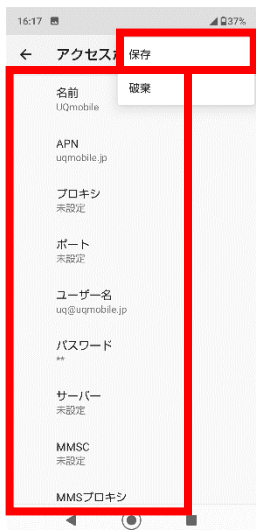 16:17
37%
アクセスポ
保存
破棄
名前
UQmobile
APN
uqmobile.jp
プロキシ
未設定
ポート
未設定
ユーザー名
uq@uqmobile.jp
パスワード
**
サーバー
未設定
MMSC
未設定
MMSプロキシ